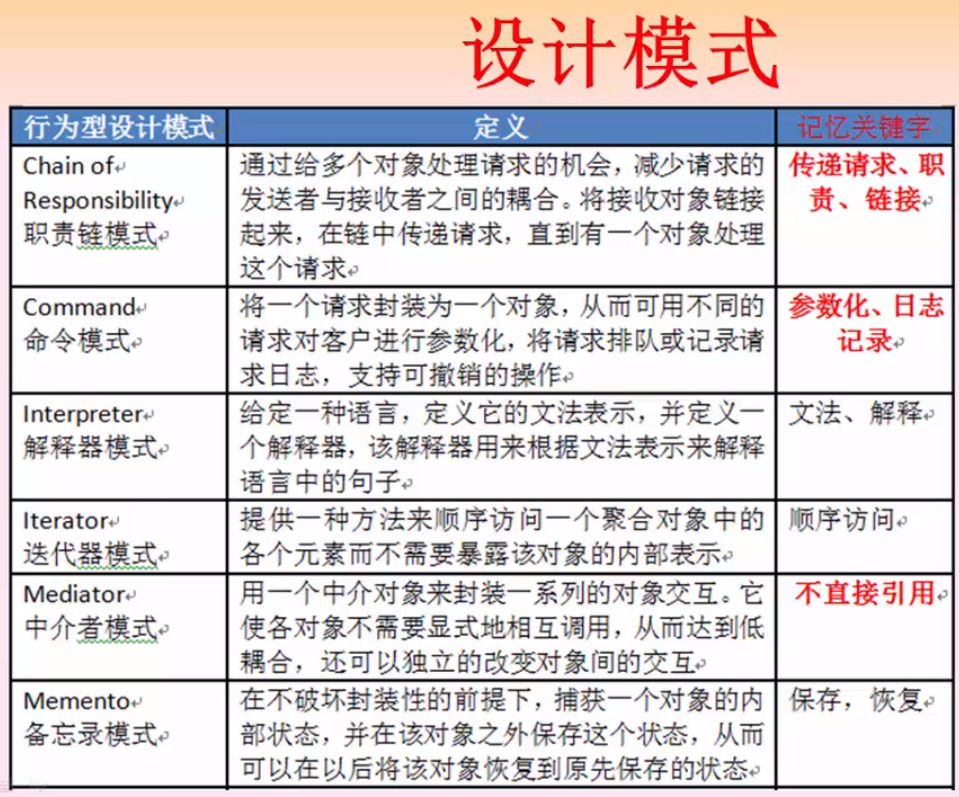 设计模式
行为型设计模式 定义 记忆关键字
Chain of
Responsibility
职责链模式
通过给多个对象处理请求的机会，减少请求的
发送者与接收者之间的耦合。将接收对象链接
起来，在链中传递请求，直到有一个对象处理
这个请求
传递请求、职
责、链接
Command
命令模式
将一个请求封装为一个对象，从而可用不同的
请求对客户进行参数化，将请求排队或记录请
求日志，支持可撤销的操作
参数化、日志
记录
Interpreter
解释器模式
给定一种语言，定义它的文法表示，并定义一
个解释器，该解释器用来根据文法表示来解释
语言中的句子
文法、解释
Iterator
迭代器模式
提供一种方法来顺序访问一个聚合对象中的
各个元素而不需要暴露该对象的内部表示
顺序访问
Mediator
中介者模式
用一个中介对象来封装一系列的对象交互。它
使各对象不需要显式地相互调用，从而达到低
耦合，还可以独立的改变对象间的交互
不直接引用
Memento
备忘录模式
在不破坏封装性的前提下，捕获一个对象的内
部状态，并在该对象之外保存这个状态，从而
可以在以后将该对象恢复到原先保存的状态
保存，恢复